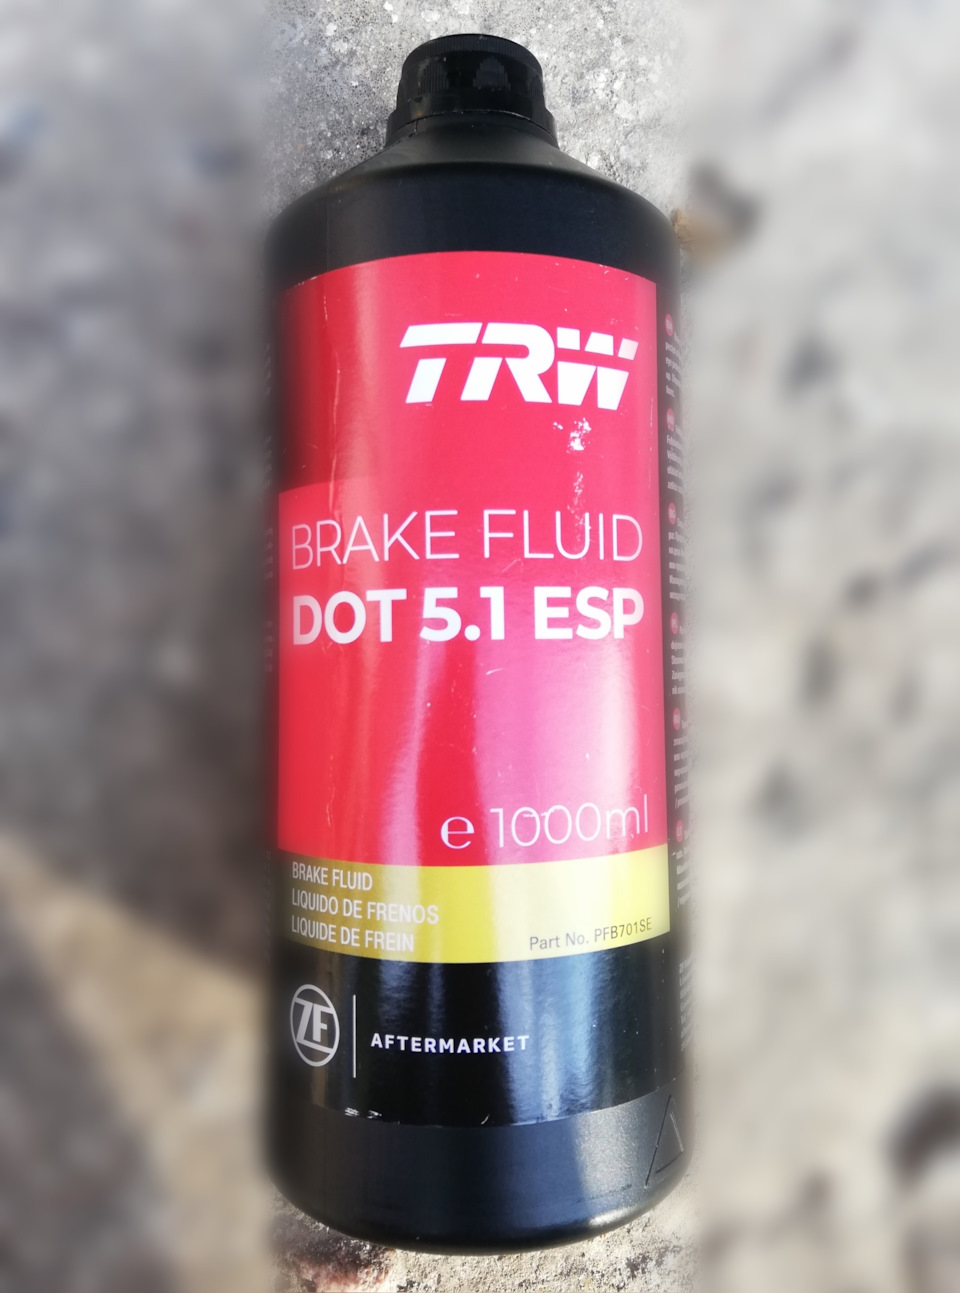 TRW
BRAKE FLUID
DOT 5.1 ESP
e 1000ml
BRAKE FLUID
LIQUIDO DE FRENOS
LIQUIDE DE FREIN
Part No. PFB701SE
ZF
AFTERMARKET